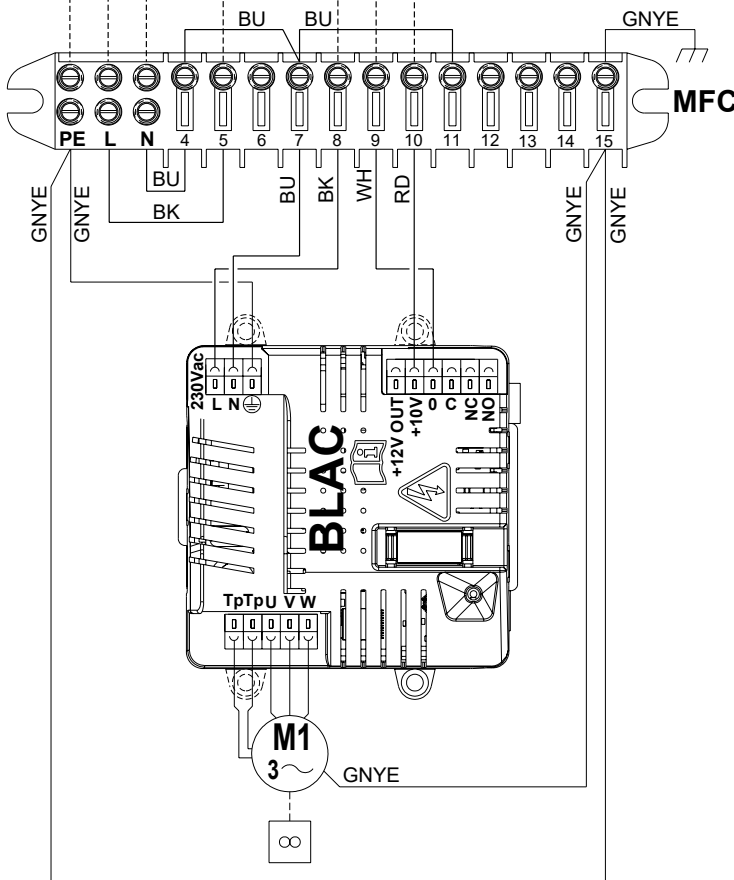 BU BU GNYE
MFC
PE L N 4 5 6 7 8 9 10 11 12 13 14 15
BU
BK
GNYE
GNYE
BU
BK
WH
RD
GNYE
GNYE
230Vac
L N
+12V OUT
+10V
0 C
NC
NO
BLAC
i
Tp Tp U V W
M1
3~
GNYE
8